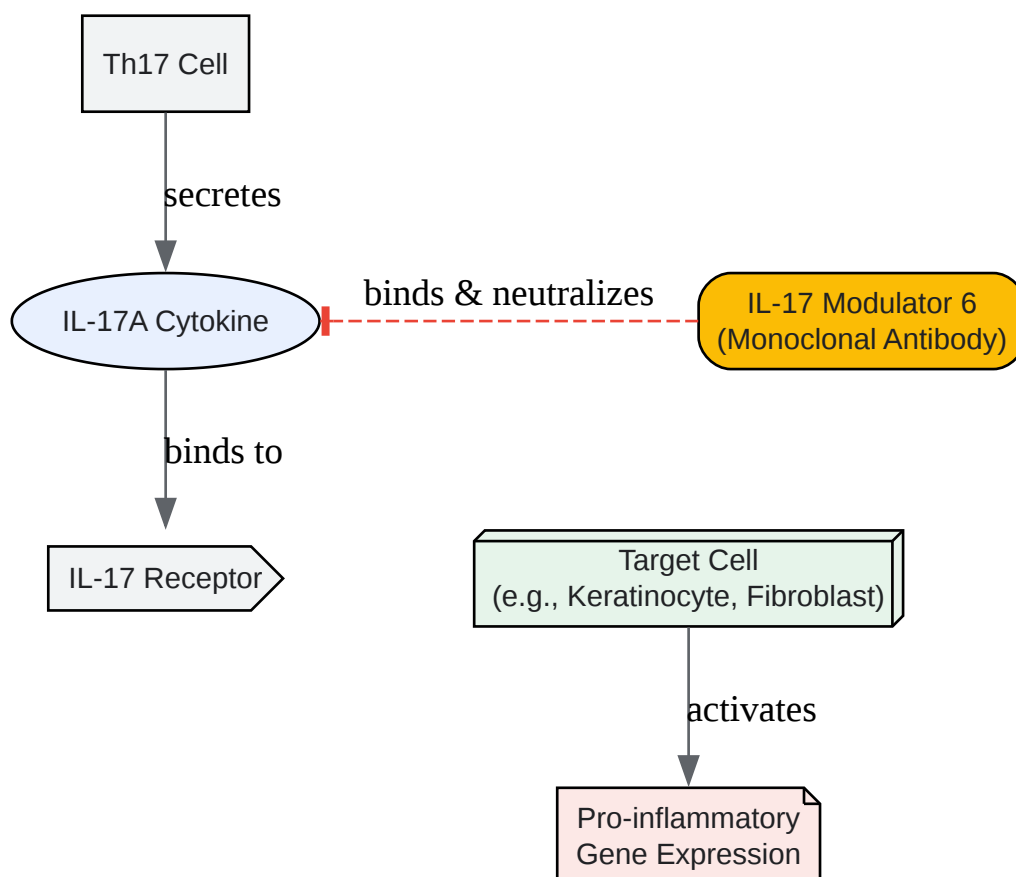 Th17 Cell
secretes
binds & neutralizes
IL-17A Cytokine
IL-17 Modulator 6
(Monoclonal Antibody)
binds to
IL-17 Receptor
Target Cell
(e.g., Keratinocyte, Fibroblast)
activates
Pro-inflammatory
Gene Expression